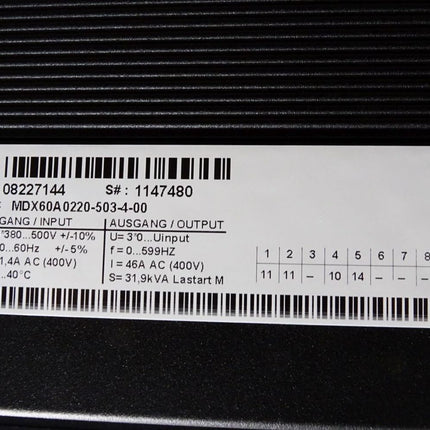 08227144 S#: 1147480
MDX60A0220-503-4-00
GANG / INPUT AUSGANG / OUTPUT
*380...500V +/-10% U= 3*0...Uinput
0...60Hz +/-5% f = 0...599HZ
1,4A AC (400V) I = 46A AC (400V)
...40°C S= 31,9kVA Lastart M
1 2 3 4 5 6 7 8
11 11 – 10 14 – – –